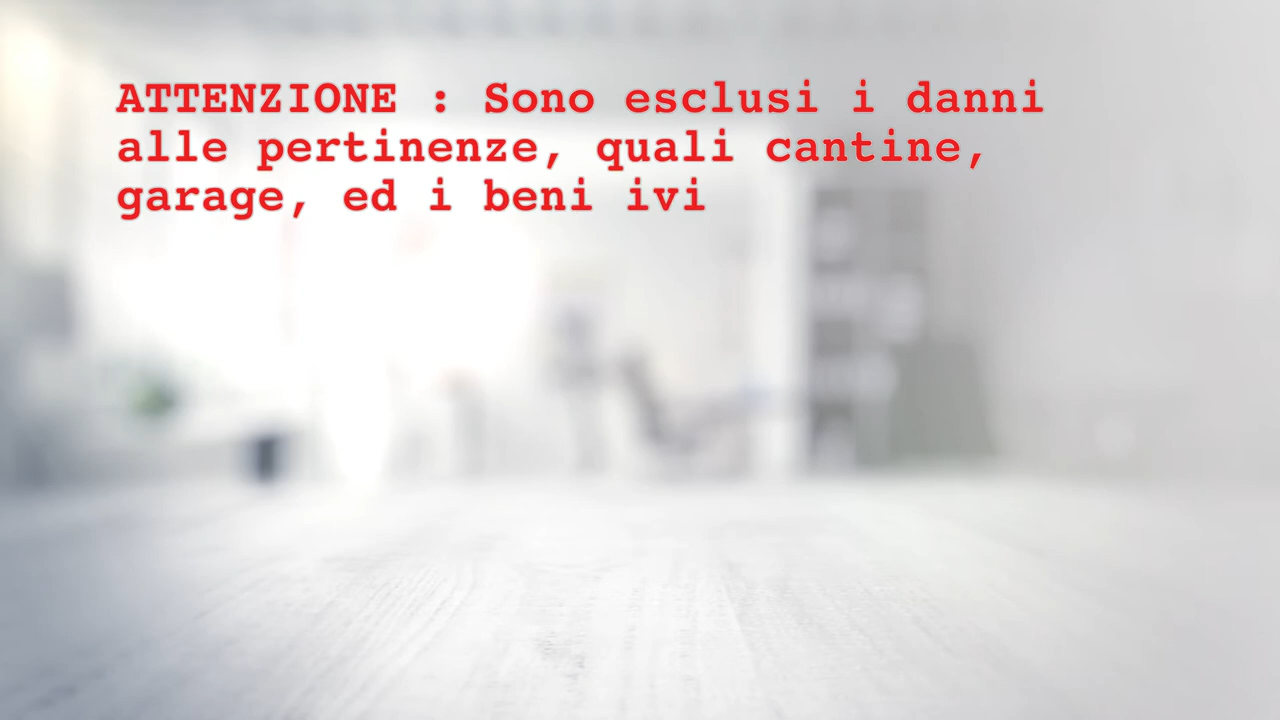 ATTENZIONE : Sono esclusi i danni
alle pertinenze, quali cantine,
garage, ed i beni ivi